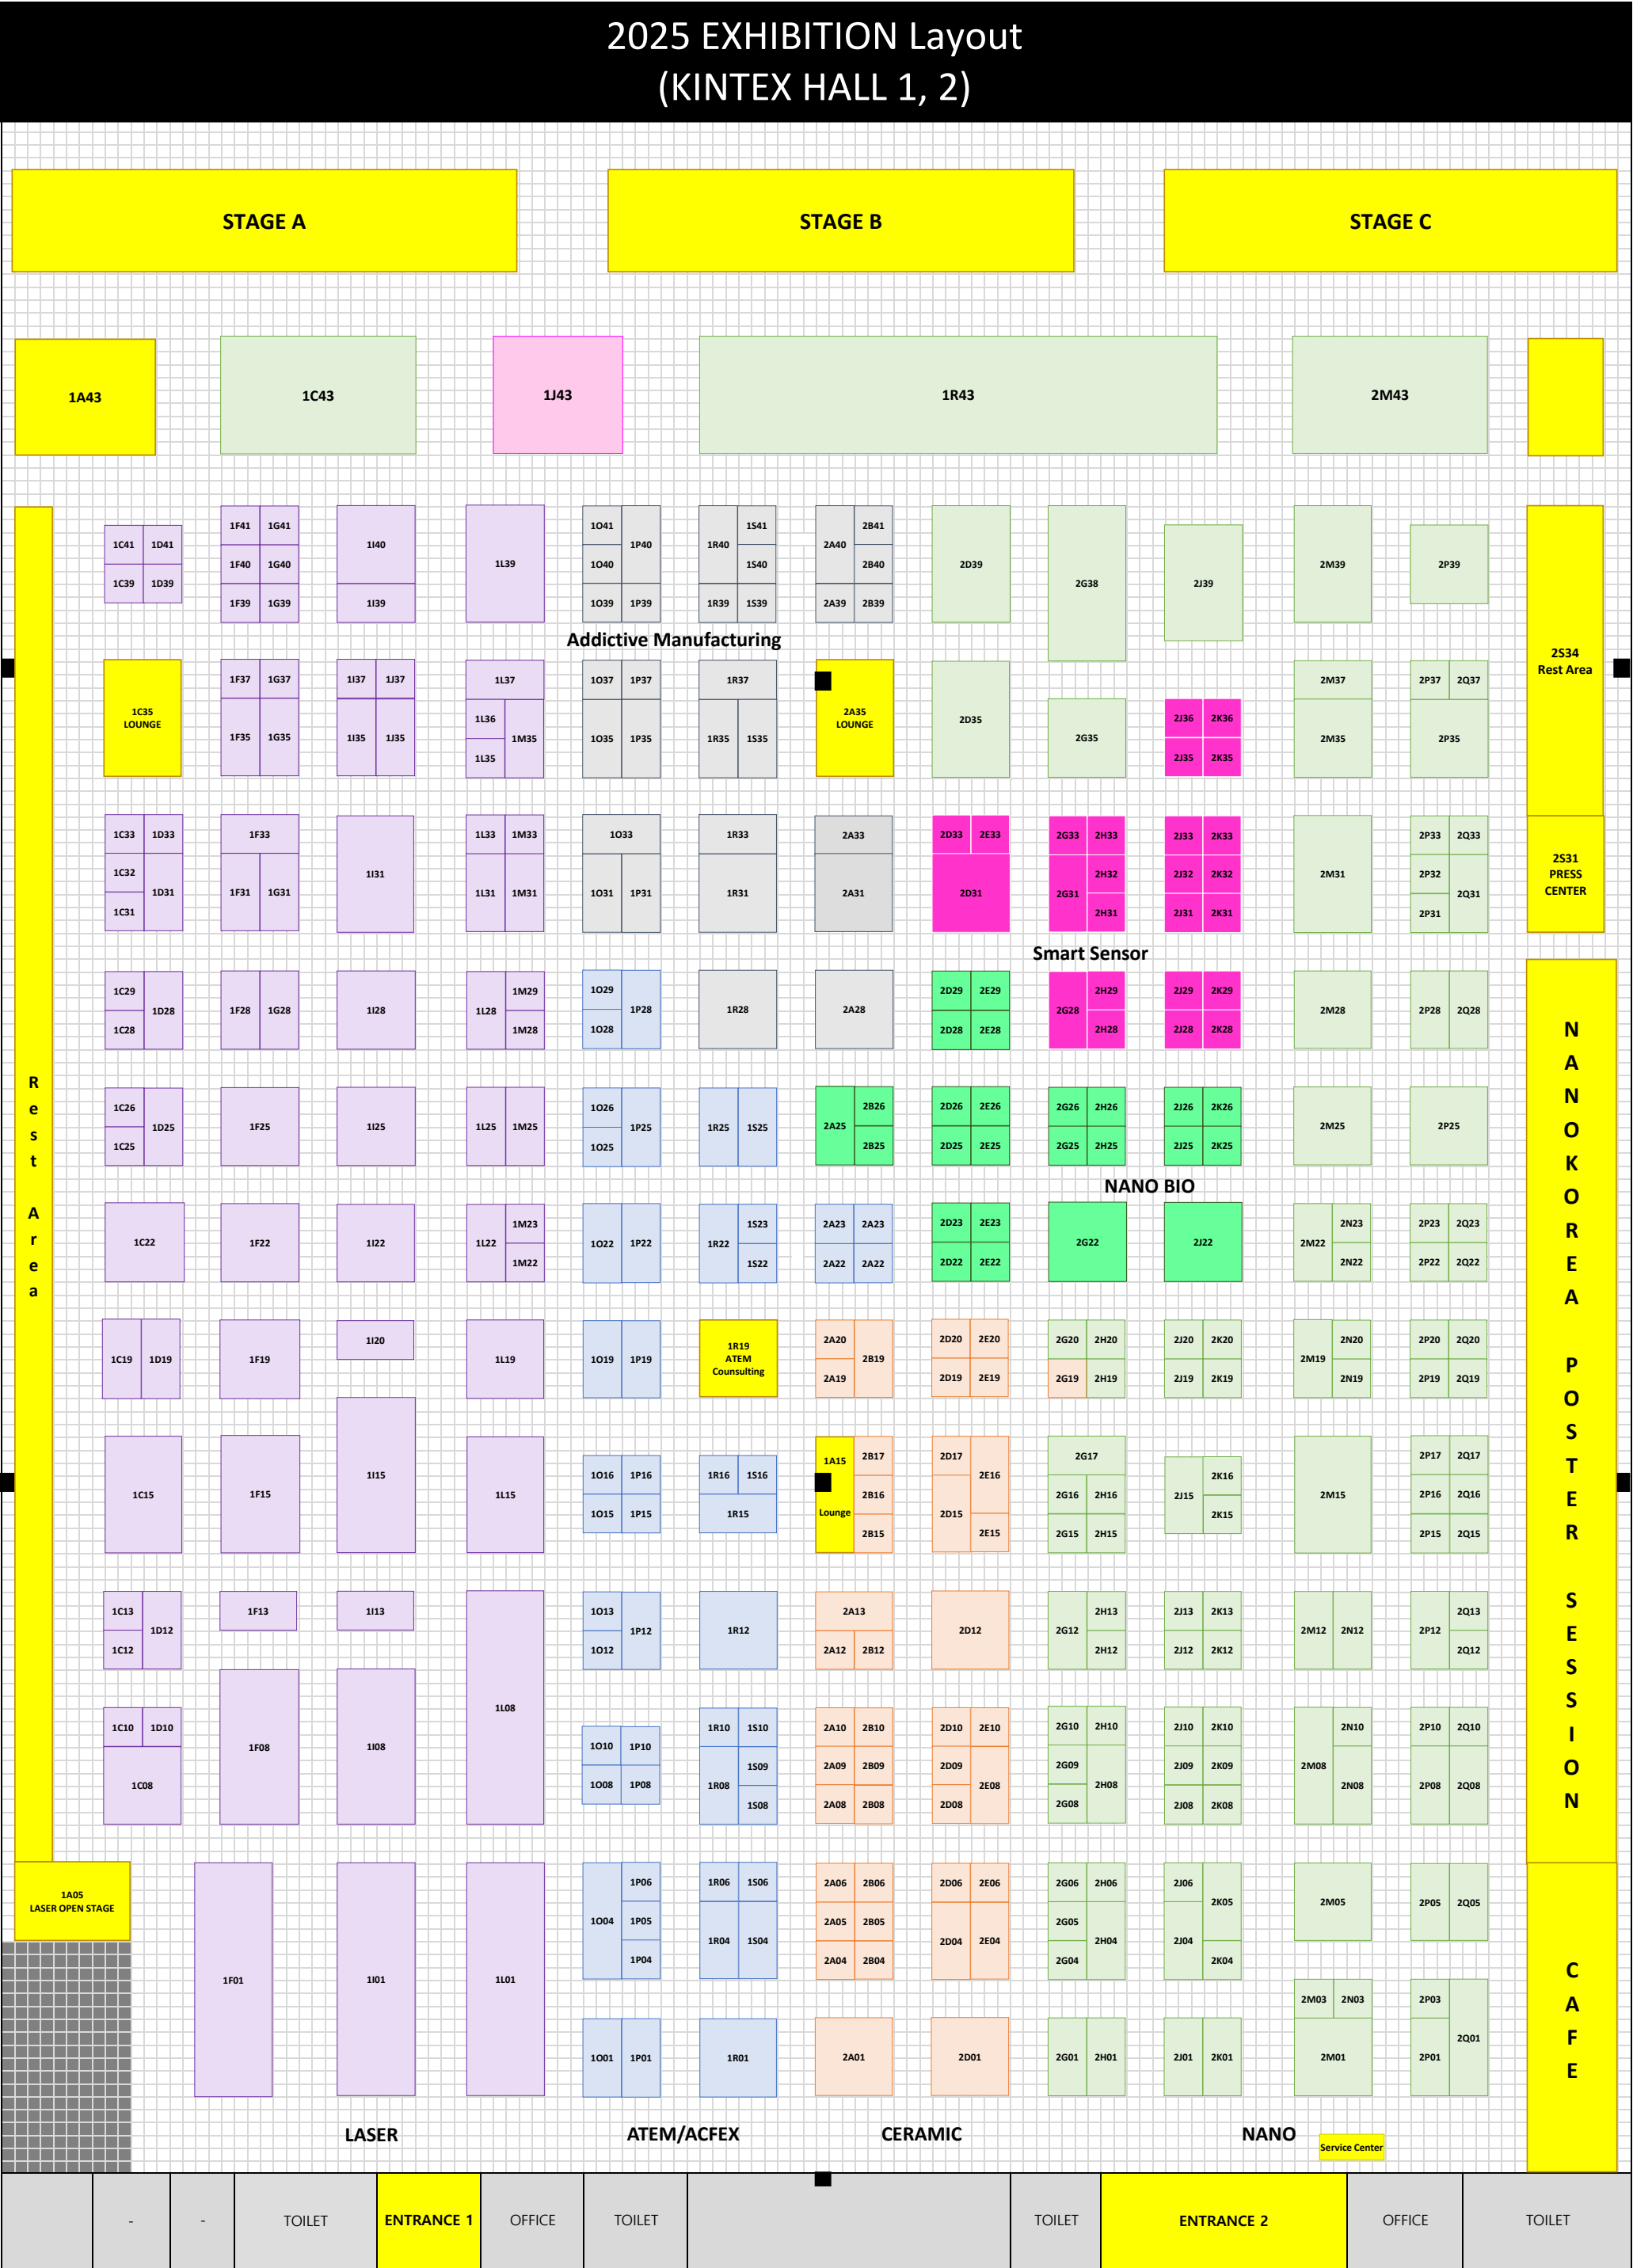 2025 EXHIBITION Layout
(KINTEX HALL 1, 2)
STAGE A
STAGE B
STAGE C
1A43
1C43
1J43
1R43
2M43
1F41 1G41 1O41 1S41 2B41
1C41 1D41 1I40 1P40 1R40 2A40
1F40 1G40 1L39 1O40 1S40 2B40 2D39 2M39 2P39
1C39 1D39 2G38 2J39
1F39 1G39 1I39 1O39 1P39 1R39 1S39 2A39 2B39
Addictive Manufacturing
2S34
Rest Area
1F37 1G37 1I37 1J37 1L37 1O37 1P37 1R37 2M37 2P37 2Q37
1C35
LOUNGE
2A35
LOUNGE
1L36 2D35 2J36 2K36
1F35 1G35 1I35 1J35 1M35 1O35 1P35 1R35 1S35 2G35 2M35 2P35
1L35 2J35 2K35
1C33 1D33 1F33 1L33 1M33 1O33 1R33 2A33 2D33 2E33 2G33 2H33 2J33 2K33 2P33 2Q33
1C32 1I31 2H32 2J32 2K32 2M31 2P32
2S31
PRESS
CENTER
1D31 1F31 1G31 1L31 1M31 1O31 1P31 1R31 2A31 2D31 2G31 2Q31
1C31 2H31 2J31 2K31 2P31
Smart Sensor
1C29 1M29 1O29 2D29 2E29 2H29 2J29 2K29
1D28 1F28 1G28 1I28 1L28 1P28 1R28 2A28 2G28 2M28 2P28 2Q28
1C28 1M28 1O28 2D28 2E28 2H28 2J28 2K28
1C26 1O26 2B26 2D26 2E26 2G26 2H26 2J26 2K26
1D25 1F25 1I25 1L25 1M25 1P25 1R25 1S25 2A25 2M25 2P25
1C25 1O25 2B25 2D25 2E25 2G25 2H25 2J25 2K25
NANO BIO
1M23 1S23 2A23 2A23 2D23 2E23 2N23 2P23 2Q23
1C22 1F22 1I22 1L22 1O22 1P22 1R22 2G22 2J22 2M22
1M22 1S22 2A22 2A22 2D22 2E22 2N22 2P22 2Q22
1I20 2A20 2D20 2E20 2G20 2H20 2J20 2K20 2N20 2P20 2Q20
1R19
ATEM
Counsulting
1C19 1D19 1F19 1L19 1O19 1P19 2B19 2M19
2A19 2D19 2E19 2G19 2H19 2J19 2K19 2N19 2P19 2Q19
1A15
Lounge
2B17 2D17 2G17 2P17 2Q17
1O16 1P16 1R16 1S16 2E16 2K16
1C15 1F15 1I15 1L15 2B16 2G16 2H16 2J15 2M15 2P16 2Q16
1O15 1P15 1R15 2D15 2K15
2B15 2E15 2G15 2H15 2P15 2Q15
1C13 1F13 1I13 1O13 2A13 2H13 2J13 2K13 2Q13
1D12 1P12 1R12 2D12 2G12 2M12 2N12 2P12
1C12 1O12 2A12 2B12 2H12 2J12 2K12 2Q12
1L08
1C10 1D10 1R10 1S10 2A10 2B10 2D10 2E10 2G10 2H10 2J10 2K10 2N10 2P10 2Q10
1F08 1I08 1O10 1P10 1S09 2A09 2B09 2D09 2G09 2J09 2K09 2M08
1C08 1O08 1P08 1R08 2E08 2H08 2N08 2P08 2Q08
1S08 2A08 2B08 2D08 2G08 2J08 2K08
1A05
LASER OPEN STAGE
1P06 1R06 1S06 2A06 2B06 2D06 2E06 2G06 2H06 2J06
1O04 1P05 2A05 2B05 2G05 2K05 2M05 2P05 2Q05
1R04 1S04 2D04 2E04 2H04 2J04
1P04 2A04 2B04 2G04 2K04
1F01 1I01 1L01 2M03 2N03 2P03
1O01 1P01 1R01 2A01 2D01 2G01 2H01 2J01 2K01 2M01 2P01 2Q01
Rest Area
NANOKOREA POSTER SESSION
CAFE
LASER
ATEM/ACFEX
CERAMIC
NANO
Service Center
- - TOILET ENTRANCE 1 OFFICE TOILET TOILET ENTRANCE 2 OFFICE TOILET